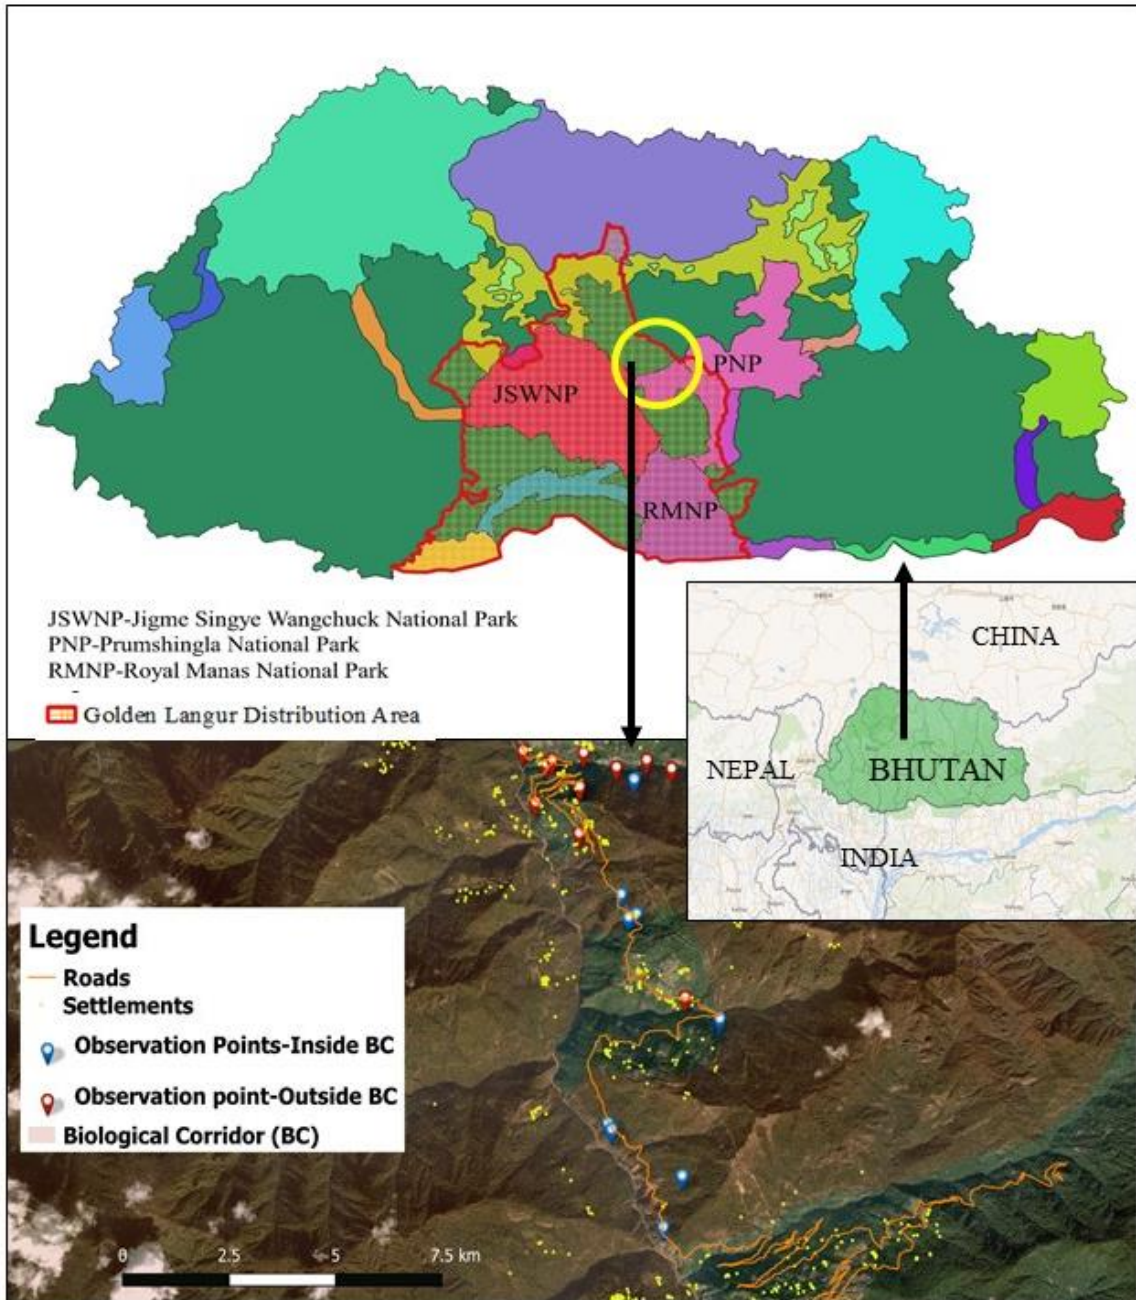 JSWNP
PNP
RMNP
JSWNP-Jigme Singye Wangchuck National Park
PNP-Prumshingla National Park
RMNP-Royal Manas National Park
Golden Langur Distribution Area
CHINA
NEPAL
BHUTAN
INDIA
Legend
Roads
Settlements
Observation Points-Inside BC
Observation point-Outside BC
Biological Corridor (BC)
0 2.5 5 7.5 km